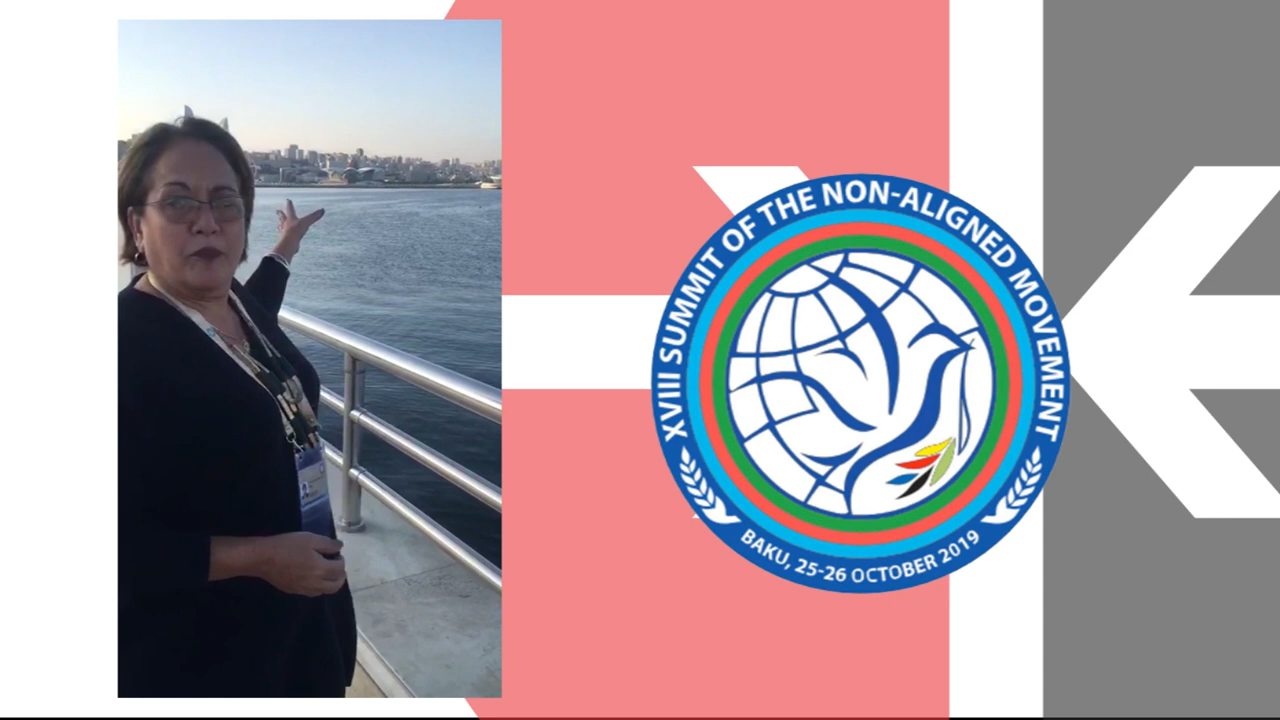 XVIII SUMMIT OF THE NON-ALIGNED MOVEMENT
BAKU, 25-26 OCTOBER 2019